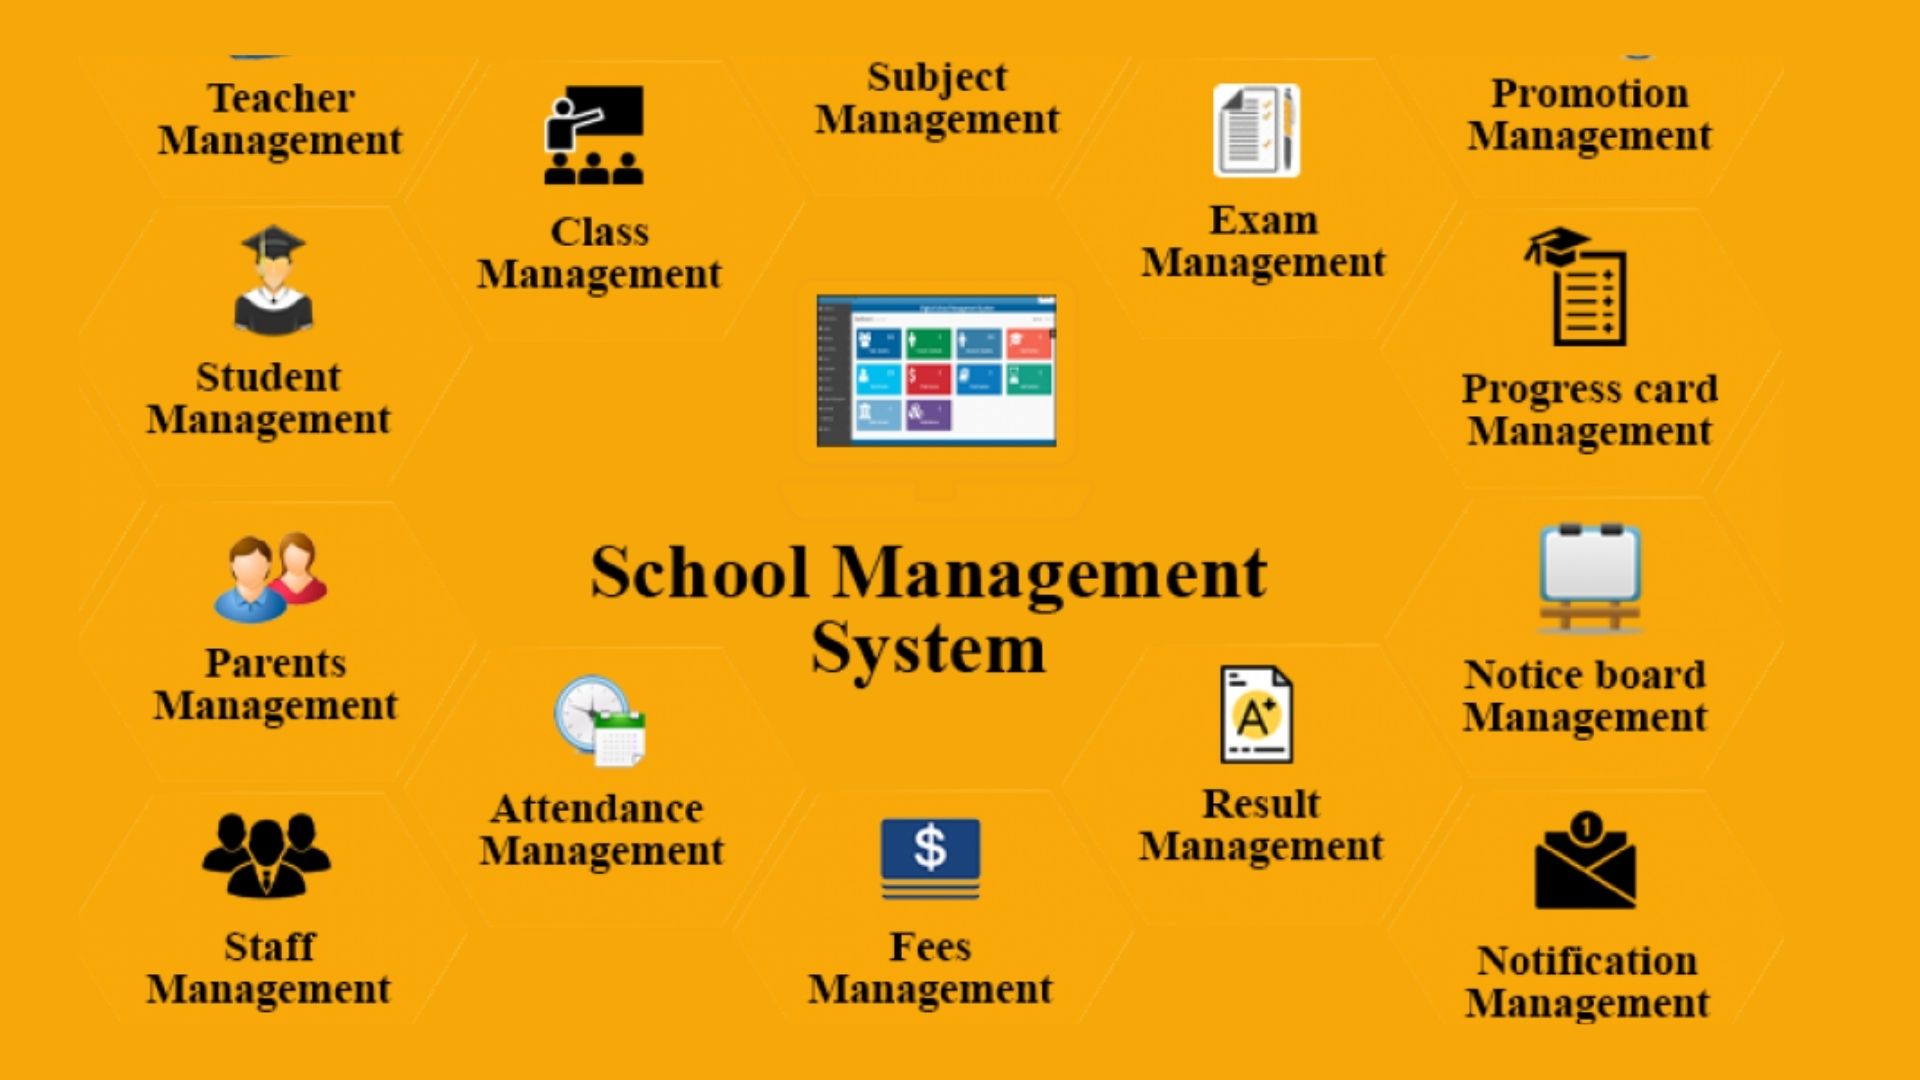 Teacher
Management
Class
Management
Subject
Management
Exam
Management
Promotion
Management
Student
Management
Progress card
Management
School Management
System
Parents
Management
Notice board
Management
Attendance
Management
A+
Result
Management
Staff
Management
$
Fees
Management
1
Notification
Management